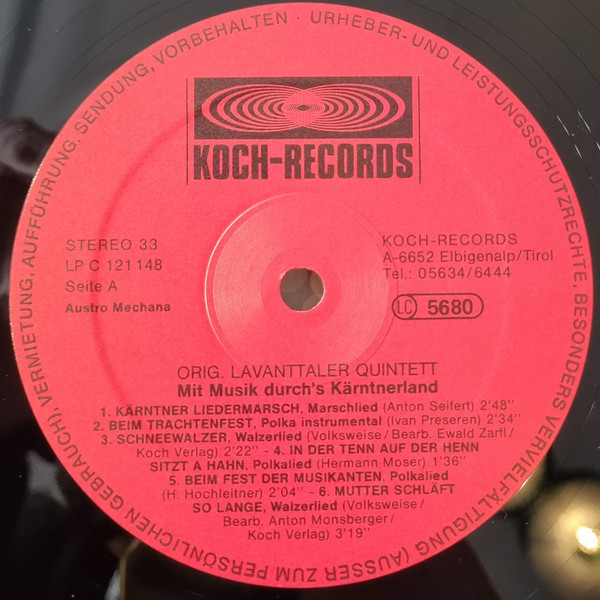 SENDUNG, VORBEHALTEN · URHEBER- UND LEISTUNGSSCHUTZRECHTE, BESONDERS VERVIELFÄLTIGUNG (AUSSER ZUM PERSÖNLICHEN GEBRAUCH), VERMIETUNG, AUFFÜHRUNG,
KOCH-RECORDS
STEREO 33
LP C 121 148
Seite A
Austro Mechana
KOCH-RECORDS
A-6652 Elbigenalp/Tirol
Tel.: 05634/6444
LC 5680
ORIG. LAVANTTALER QUINTETT
Mit Musik durch's Kärntnerland
1. KÄRNTNER LIEDERMARSCH, Marschlied (Anton Seifert) 2'48"
2. BEIM TRACHTENFEST, Polka instrumental (Ivan Preseren) 2'34"
3. SCHNEEWALZER, Walzerlied (Volksweise/Bearb. Ewald Zarfl/
Koch Verlag) 2'22" - 4. IN DER TENN AUF DER HENN
SITZT A HAHN, Polkalied (Hermann Moser) 1'36"
5. BEIM FEST DER MUSIKANTEN, Polkalied
(H. Hochleitner) 2'04" - 6. MUTTER SCHLÄFT
SO LANGE, Walzerlied (Volksweise/
Bearb. Anton Monsberger/
Koch Verlag) 3'19"